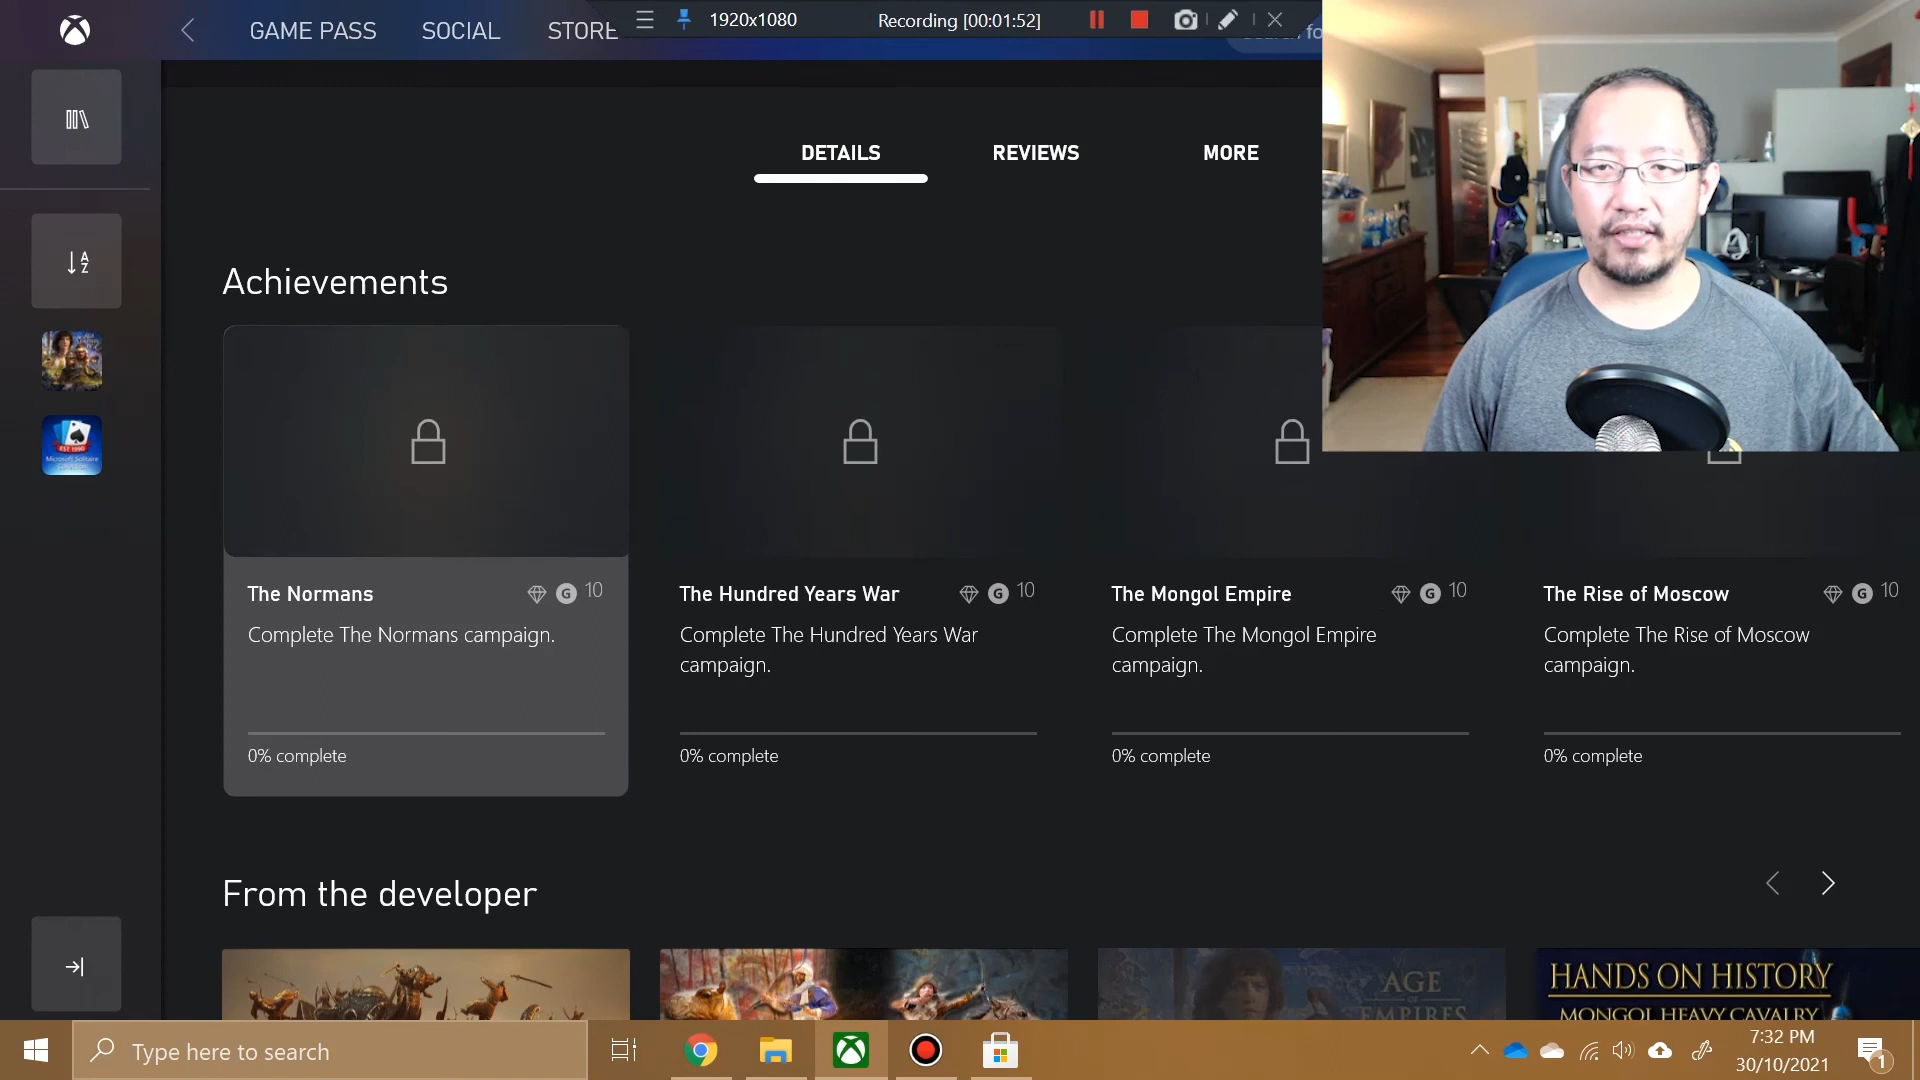 GAME PASS
SOCIAL
STORE
1920x1080
Recording [00:01:52]
DETAILS
REVIEWS
MORE
A
Z
Achievements
The Normans
G 10
Complete The Normans campaign.
0% complete
The Hundred Years War
G 10
Complete The Hundred Years War
campaign.
0% complete
The Mongol Empire
G 10
Complete The Mongol Empire
campaign.
0% complete
The Rise of Moscow
G 10
Complete The Rise of Moscow
campaign.
0% complete
From the developer
AGE
OF
EMPIRES
HANDS ON HISTORY
MONGOL HEAVY CAVALRY
Type here to search
7:32 PM
30/10/2021
1